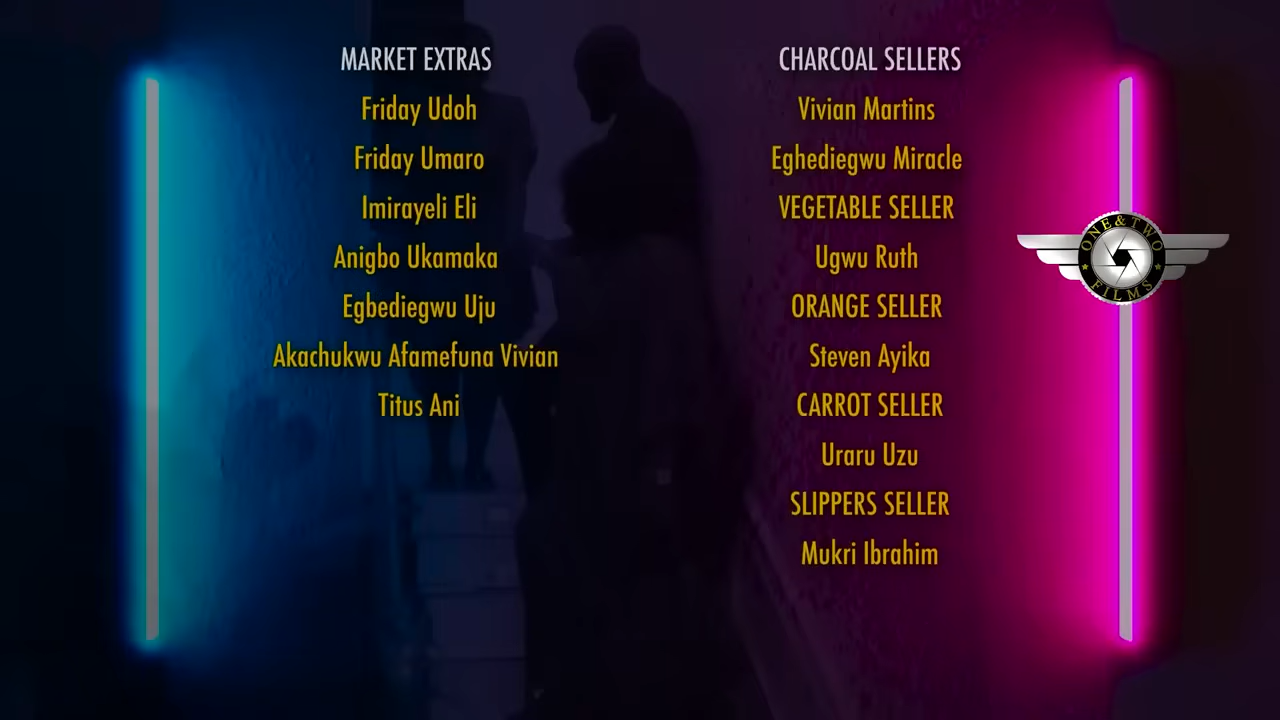 MARKET EXTRAS
Friday Udoh
Friday Umaro
Imirayeli Eli
Anigbo Ukamaka
Egbediegwu Uju
Akachukwu Afamefuna Vivian
Titus Ani
CHARCOAL SELLERS
Vivian Martins
Eghediegwu Miracle
VEGETABLE SELLER
Ugwu Ruth
ORANGE SELLER
Steven Ayika
CARROT SELLER
Uraru Uzu
SLIPPERS SELLER
Mukri Ibrahim
ONE&TWO
FILMS